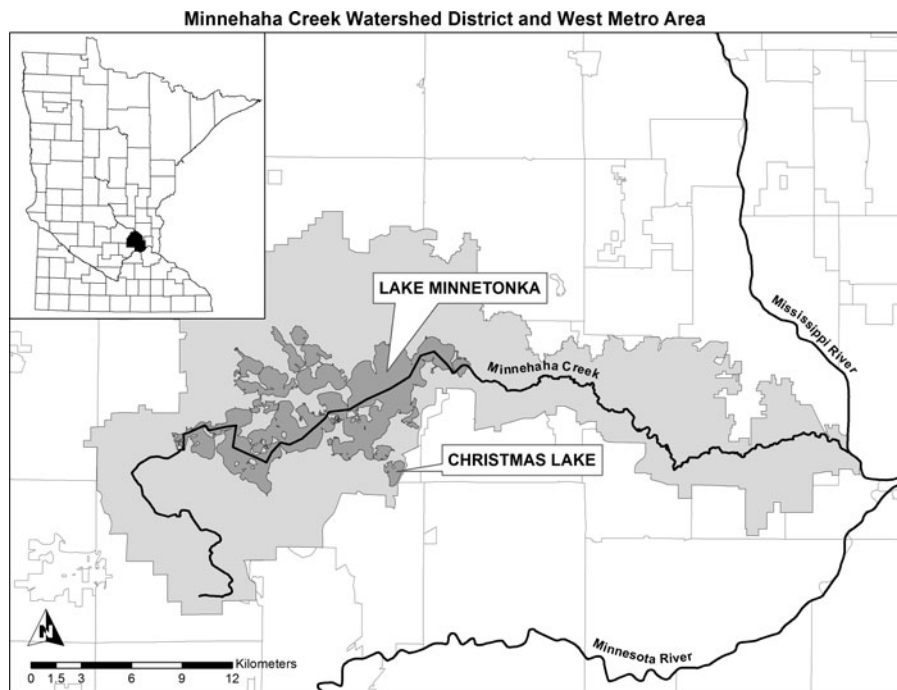 Minnehaha Creek Watershed District and West Metro Area
LAKE MINNETONKA
Mississippi River
Minnehaha Creek
CHRISTMAS LAKE
Minnesota River
N
Kilometers
0 1.5 3 6 9 12